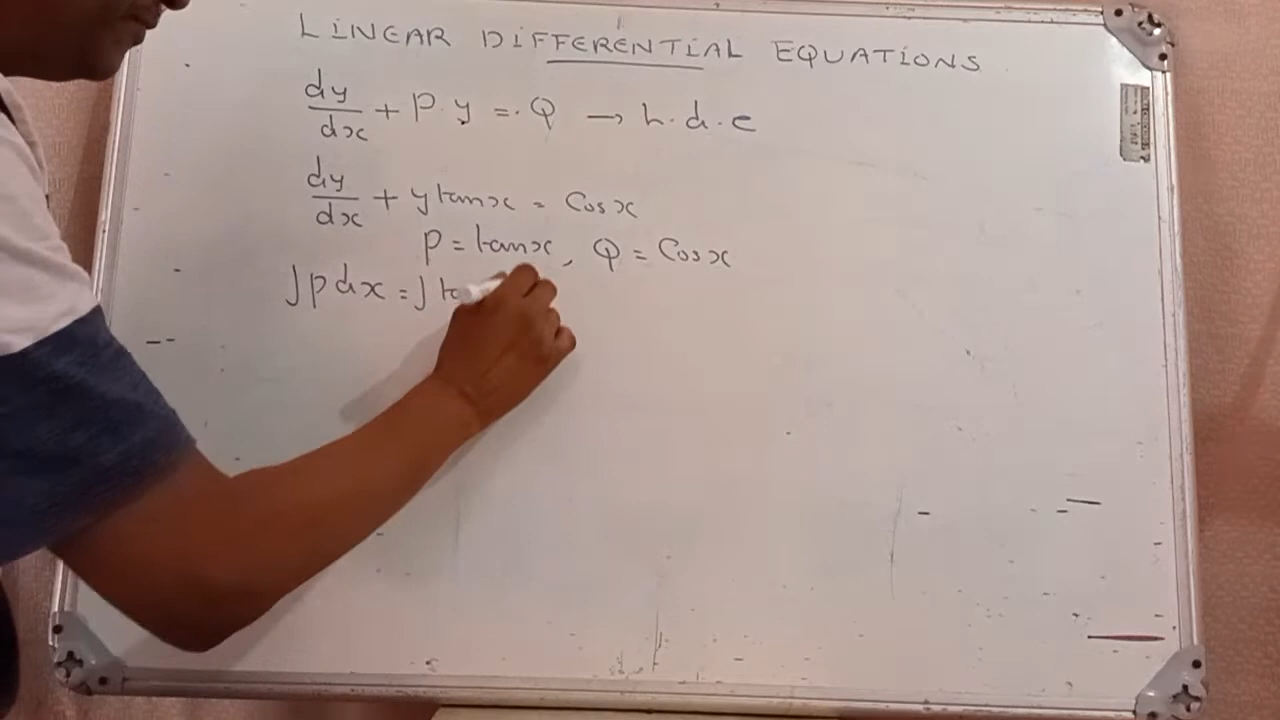 LINEAR DIFFERENTIAL EQUATIONS
dy/dx + P.y = Q → L.d.e
dy/dx + y tanx = Cosx
P = tanx, Q = Cosx
∫pdx = ∫